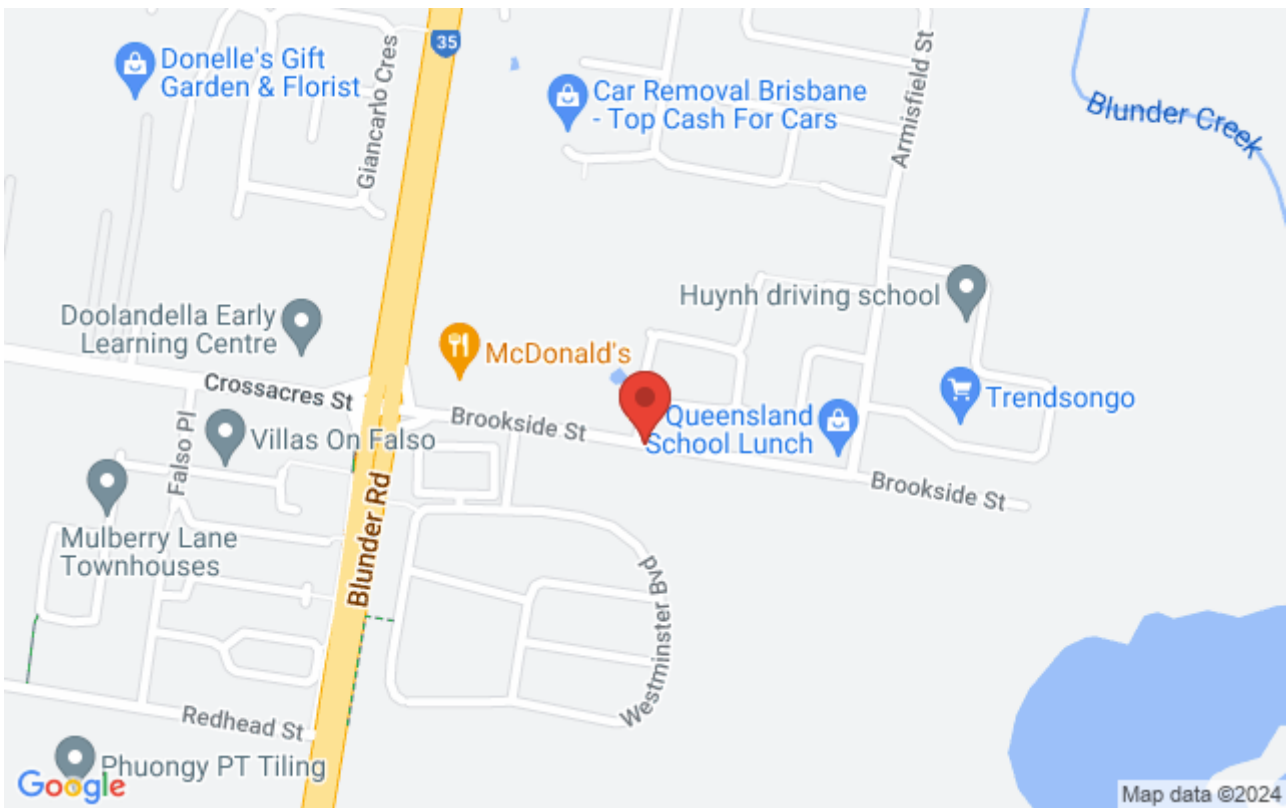 35
Donelle's Gift
Garden & Florist
Giancarlo Cres
Car Removal Brisbane
- Top Cash For Cars
Armisfield St
Blunder Creek
Huynh driving school
Doolandella Early
Learning Centre
McDonald's
Crossacres St
Brookside St
Queensland
School Lunch
Trendsongo
Falso Pl
Villas On Falso
Brookside St
Mulberry Lane
Townhouses
Blunder Rd
Westminster Bvd
Redhead St
Phuongy PT Tiling
Google
Map data ©2024